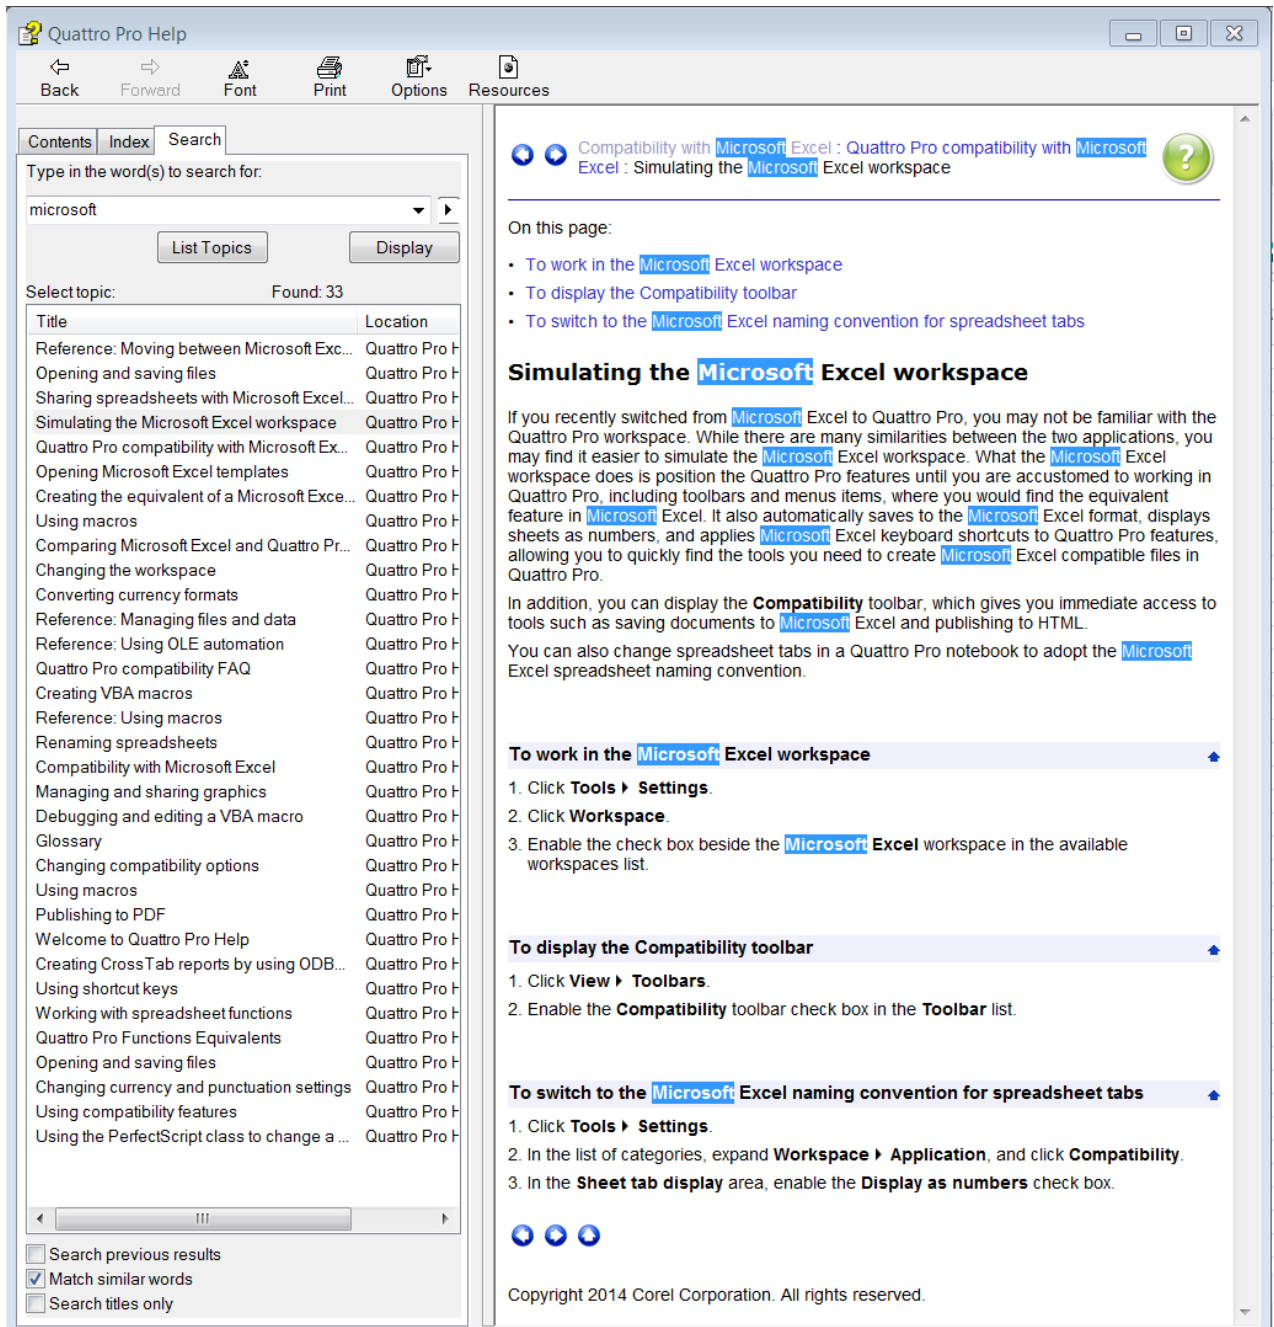 Quattro Pro Help
Back Forward Font Print Options Resources
Contents Index Search
Type in the word(s) to search for:
microsoft
List Topics Display
Select topic: Found: 33
Title Location
Reference: Moving between Microsoft Exc... Quattro Pro H
Opening and saving files Quattro Pro H
Sharing spreadsheets with Microsoft Excel... Quattro Pro H
Simulating the Microsoft Excel workspace Quattro Pro H
Quattro Pro compatibility with Microsoft Ex... Quattro Pro H
Opening Microsoft Excel templates Quattro Pro H
Creating the equivalent of a Microsoft Exce... Quattro Pro H
Using macros Quattro Pro H
Comparing Microsoft Excel and Quattro Pr... Quattro Pro H
Changing the workspace Quattro Pro H
Converting currency formats Quattro Pro H
Reference: Managing files and data Quattro Pro H
Reference: Using OLE automation Quattro Pro H
Quattro Pro compatibility FAQ Quattro Pro H
Creating VBA macros Quattro Pro H
Reference: Using macros Quattro Pro H
Renaming spreadsheets Quattro Pro H
Compatibility with Microsoft Excel Quattro Pro H
Managing and sharing graphics Quattro Pro H
Debugging and editing a VBA macro Quattro Pro H
Glossary Quattro Pro H
Changing compatibility options Quattro Pro H
Using macros Quattro Pro H
Publishing to PDF Quattro Pro H
Welcome to Quattro Pro Help Quattro Pro H
Creating CrossTab reports by using ODB... Quattro Pro H
Using shortcut keys Quattro Pro H
Working with spreadsheet functions Quattro Pro H
Quattro Pro Functions Equivalents Quattro Pro H
Opening and saving files Quattro Pro H
Changing currency and punctuation settings Quattro Pro H
Using compatibility features Quattro Pro H
Using the PerfectScript class to change a ... Quattro Pro H
Search previous results
Match similar words
Search titles only
Compatibility with Microsoft Excel : Quattro Pro compatibility with Microsoft
Excel : Simulating the Microsoft Excel workspace
On this page:
• To work in the Microsoft Excel workspace
• To display the Compatibility toolbar
• To switch to the Microsoft Excel naming convention for spreadsheet tabs
Simulating the Microsoft Excel workspace
If you recently switched from Microsoft Excel to Quattro Pro, you may not be familiar with the
Quattro Pro workspace. While there are many similarities between the two applications, you
may find it easier to simulate the Microsoft Excel workspace. What the Microsoft Excel
workspace does is position the Quattro Pro features until you are accustomed to working in
Quattro Pro, including toolbars and menus items, where you would find the equivalent
feature in Microsoft Excel. It also automatically saves to the Microsoft Excel format, displays
sheets as numbers, and applies Microsoft Excel keyboard shortcuts to Quattro Pro features,
allowing you to quickly find the tools you need to create Microsoft Excel compatible files in
Quattro Pro.
In addition, you can display the Compatibility toolbar, which gives you immediate access to
tools such as saving documents to Microsoft Excel and publishing to HTML.
You can also change spreadsheet tabs in a Quattro Pro notebook to adopt the Microsoft
Excel spreadsheet naming convention.
To work in the Microsoft Excel workspace
1. Click Tools ▸ Settings.
2. Click Workspace.
3. Enable the check box beside the Microsoft Excel workspace in the available
workspaces list.
To display the Compatibility toolbar
1. Click View ▸ Toolbars.
2. Enable the Compatibility toolbar check box in the Toolbar list.
To switch to the Microsoft Excel naming convention for spreadsheet tabs
1. Click Tools ▸ Settings.
2. In the list of categories, expand Workspace ▸ Application, and click Compatibility.
3. In the Sheet tab display area, enable the Display as numbers check box.
Copyright 2014 Corel Corporation. All rights reserved.